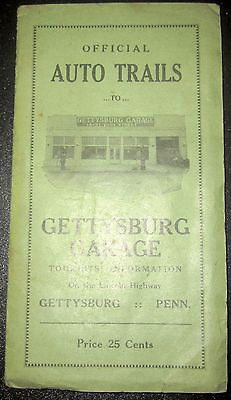 OFFICIAL
AUTO TRAILS
... TO ...
GETTYSBURG GARAGE
GETTYSBURG
GARAGE
TOURISTS' INFORMATION
On the Lincoln Highway
GETTYSBURG :: PENN.
Price 25 Cents